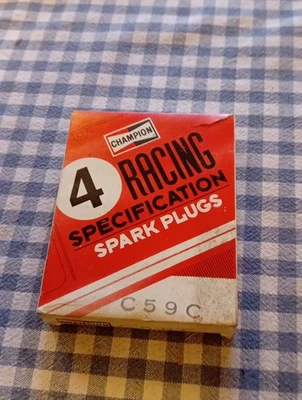 CHAMPION
4 RACING
SPECIFICATION
SPARK PLUGS
C59C